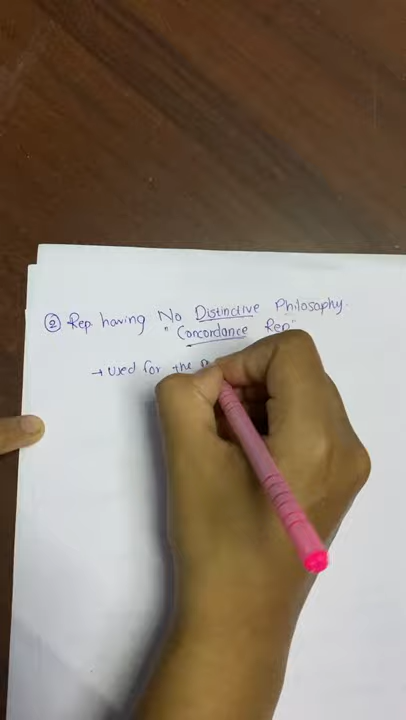 ② Rep. having No Distinctive Philosophy.
"Concordance Rep"
→ Used for the